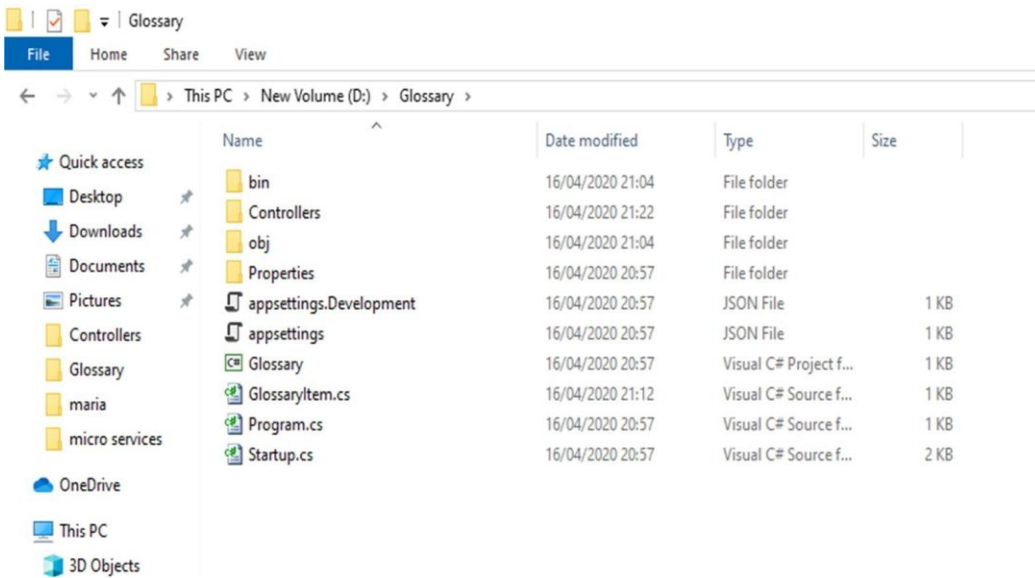 Glossary
File Home Share View
This PC > New Volume (D:) > Glossary >
Name Date modified Type Size
Quick access
Desktop
Downloads
Documents
Pictures
Controllers
Glossary
maria
micro services
OneDrive
This PC
3D Objects
bin 16/04/2020 21:04 File folder
Controllers 16/04/2020 21:22 File folder
obj 16/04/2020 21:04 File folder
Properties 16/04/2020 20:57 File folder
appsettings.Development 16/04/2020 20:57 JSON File 1 KB
appsettings 16/04/2020 20:57 JSON File 1 KB
Glossary 16/04/2020 20:57 Visual C# Project f... 1 KB
GlossaryItem.cs 16/04/2020 21:12 Visual C# Source f... 1 KB
Program.cs 16/04/2020 20:57 Visual C# Source f... 1 KB
Startup.cs 16/04/2020 20:57 Visual C# Source f... 2 KB